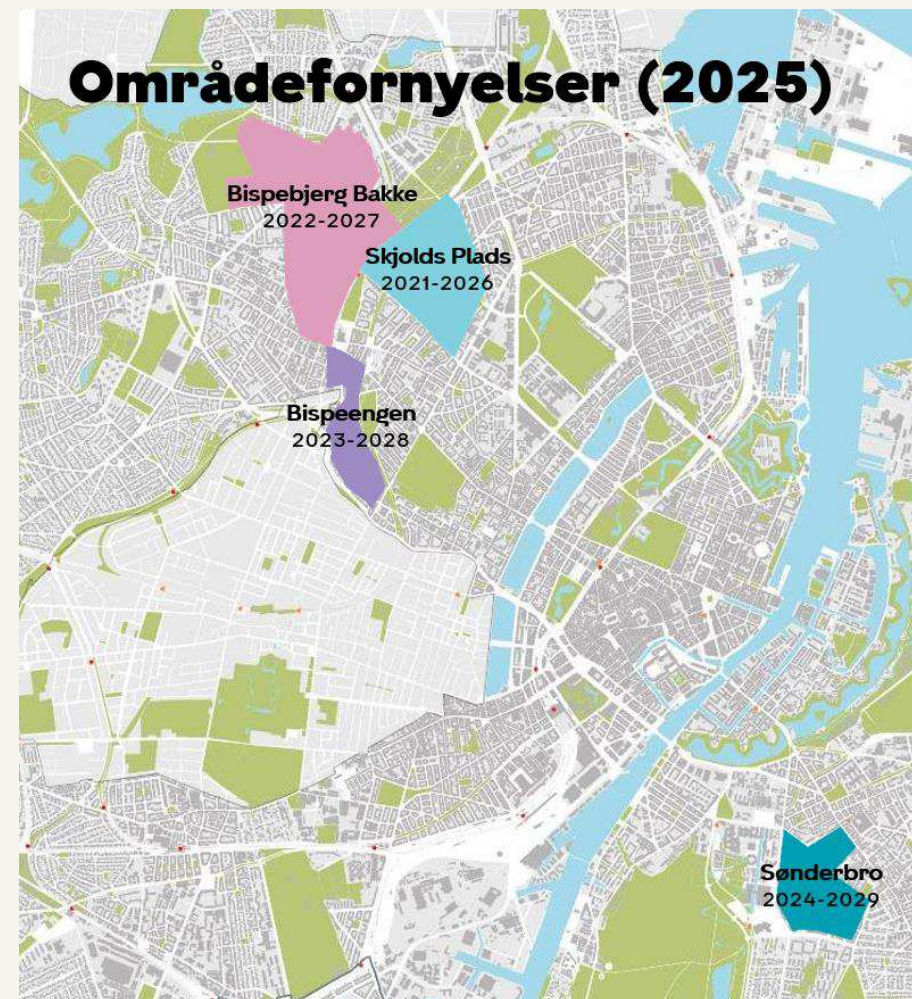 Områdefornyelser (2025)
Bispebjerg Bakke
2022-2027
Skjolds Plads
2021-2026
Bispeengen
2023-2028
Sønderbro
2024-2029